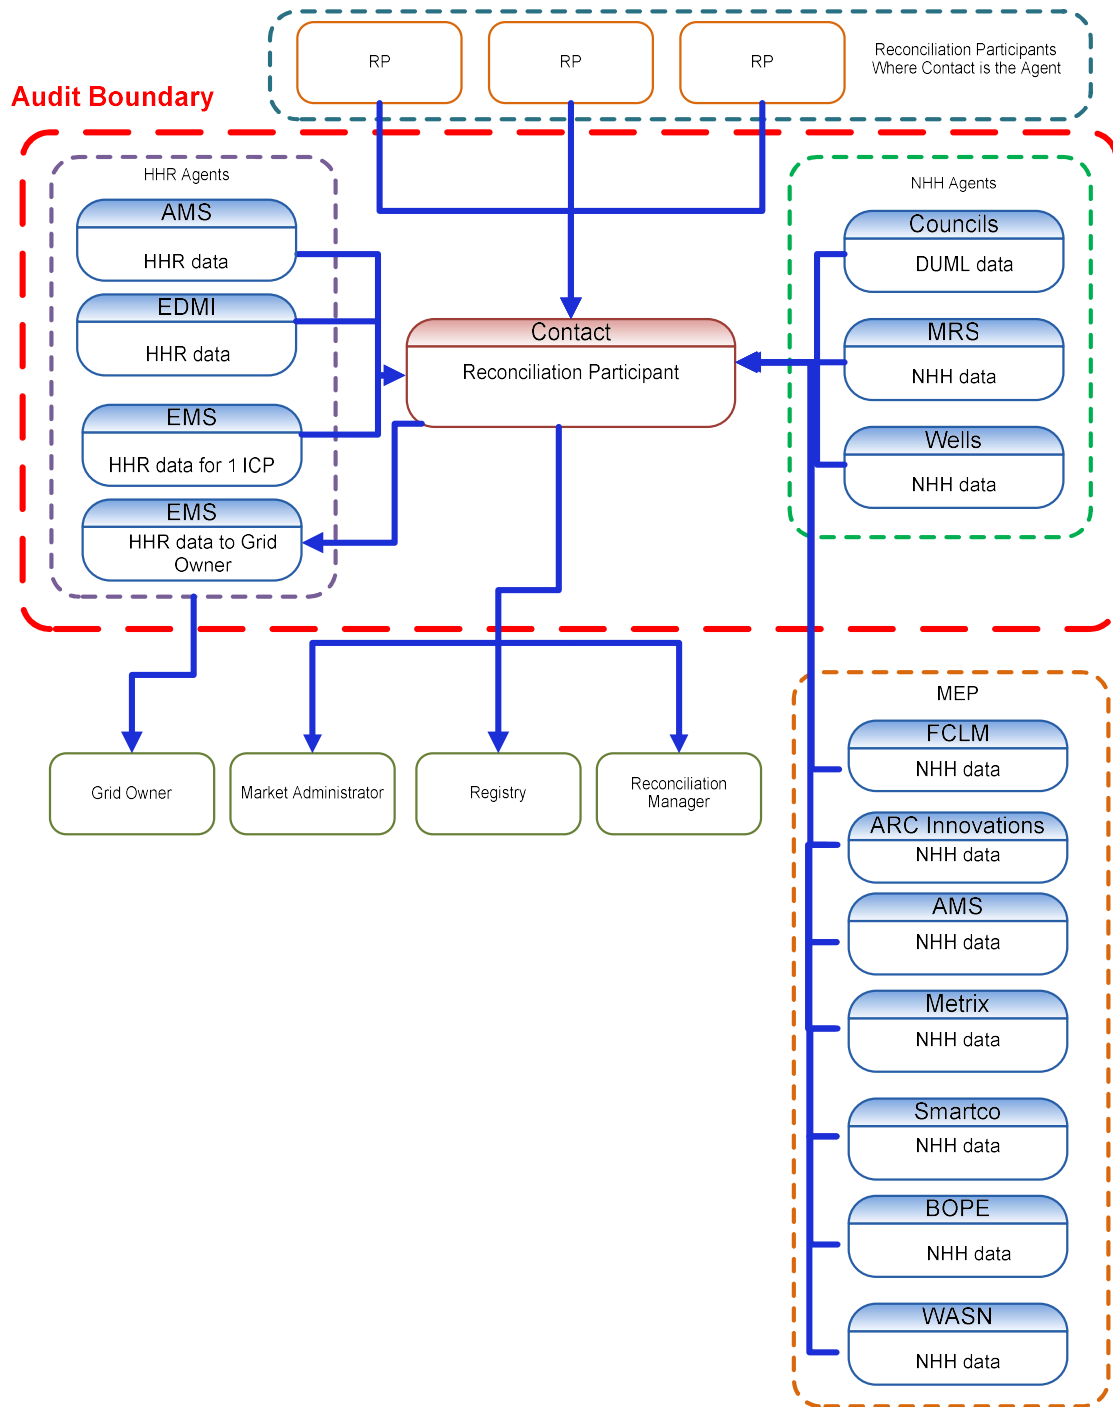 RP
RP
RP
Reconciliation Participants
Where Contact is the Agent
Audit Boundary
HHR Agents
AMS
HHR data
EDMI
HHR data
EMS
HHR data for 1 ICP
EMS
HHR data to Grid
Owner
Contact
Reconciliation Participant
NHH Agents
Councils
DUML data
MRS
NHH data
Wells
NHH data
Grid Owner
Market Administrator
Registry
Reconciliation
Manager
MEP
FCLM
NHH data
ARC Innovations
NHH data
AMS
NHH data
Metrix
NHH data
Smartco
NHH data
BOPE
NHH data
WASN
NHH data